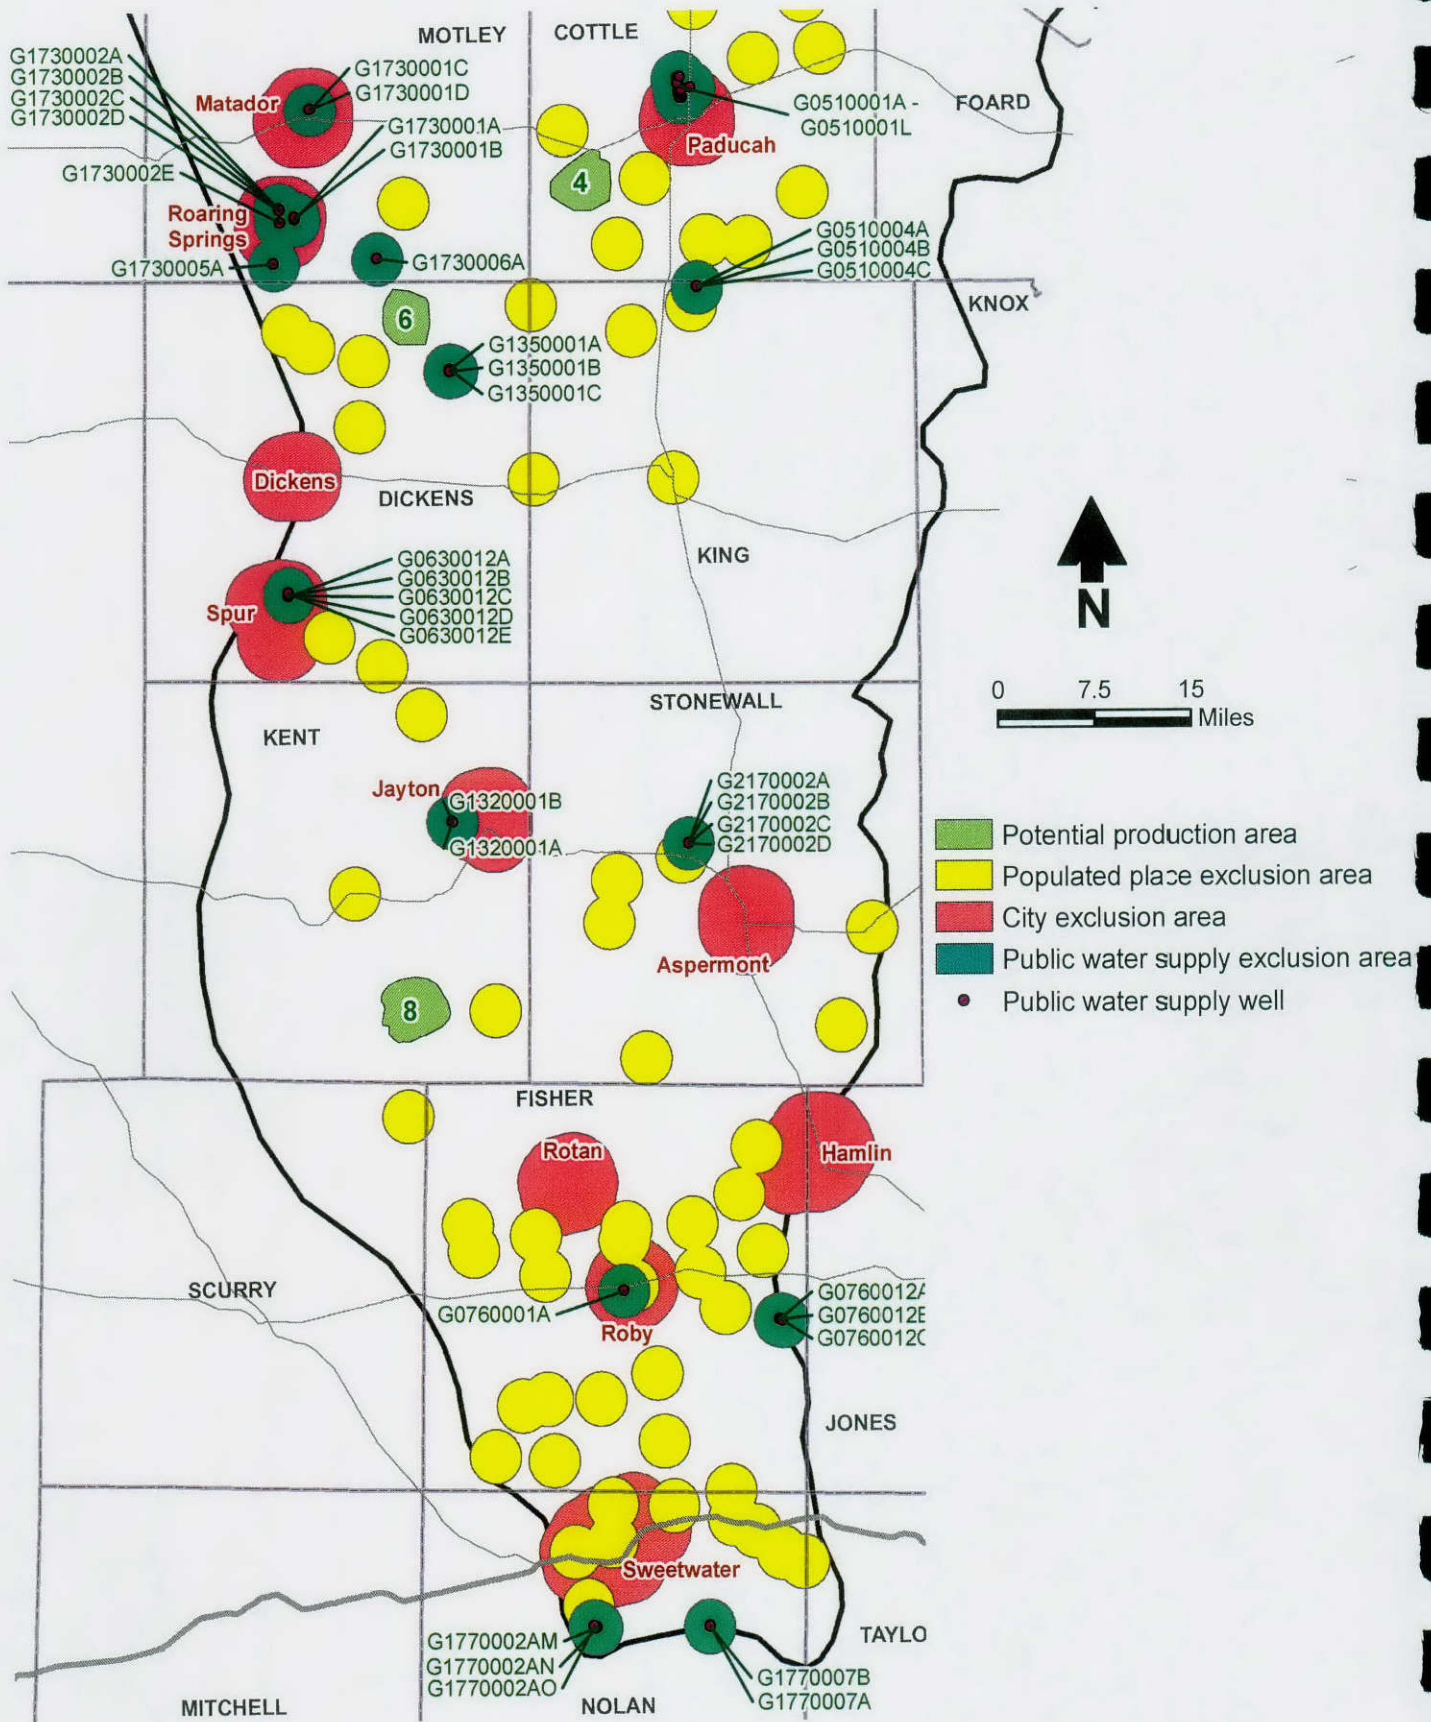 MOTLEY
COTTLE
G1730002A
G1730002B
G1730002C
G1730002D
G1730001C
G1730001D
Matador
G0510001A -
G0510001L
FOARD
G1730001A
G1730001B
Paducah
G1730002E
4
Roaring
Springs
G0510004A
G0510004B
G0510004C
G1730005A
G1730006A
KNOX
6
G1350001A
G1350001B
G1350001C
Dickens
DICKENS
KING
G0630012A
G0630012B
G0630012C
G0630012D
G0630012E
Spur
N
0 7.5 15
Miles
STONEWALL
KENT
Jayton
G1320001B
G1320001A
G2170002A
G2170002B
G2170002C
G2170002D
Potential production area
Populated place exclusion area
City exclusion area
Public water supply exclusion area
Public water supply well
Aspermont
8
FISHER
Rotan
Hamlin
SCURRY
G0760001A
Roby
G0760012A
G0760012B
G0760012C
JONES
Sweetwater
TAYLO
G1770002AM
G1770002AN
G1770002AO
G1770007B
G1770007A
MITCHELL
NOLAN